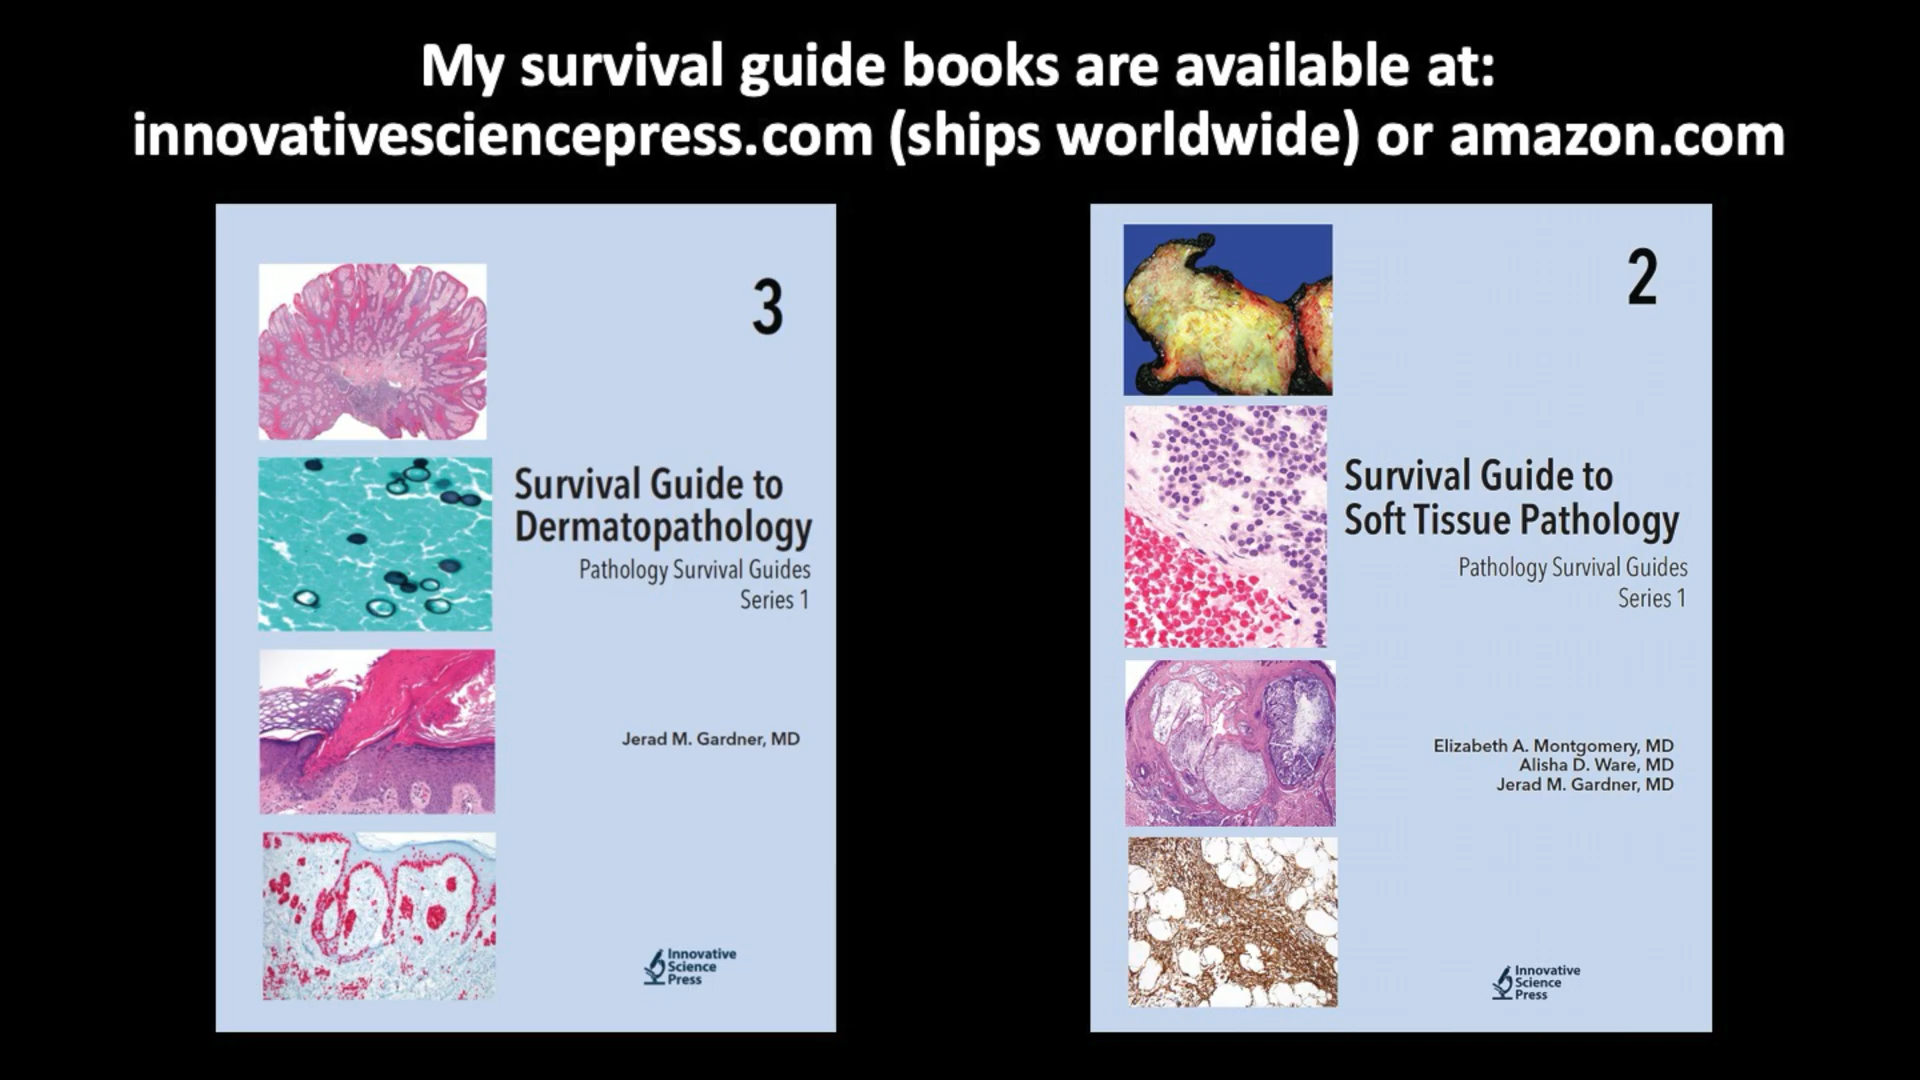 My survival guide books are available at:
innovativesciencepress.com (ships worldwide) or amazon.com
3
Survival Guide to
Dermatopathology
Pathology Survival Guides
Series 1
Jerad M. Gardner, MD
Innovative
Science
Press
2
Survival Guide to
Soft Tissue Pathology
Pathology Survival Guides
Series 1
Elizabeth A. Montgomery, MD
Alisha D. Ware, MD
Jerad M. Gardner, MD
Innovative
Science
Press